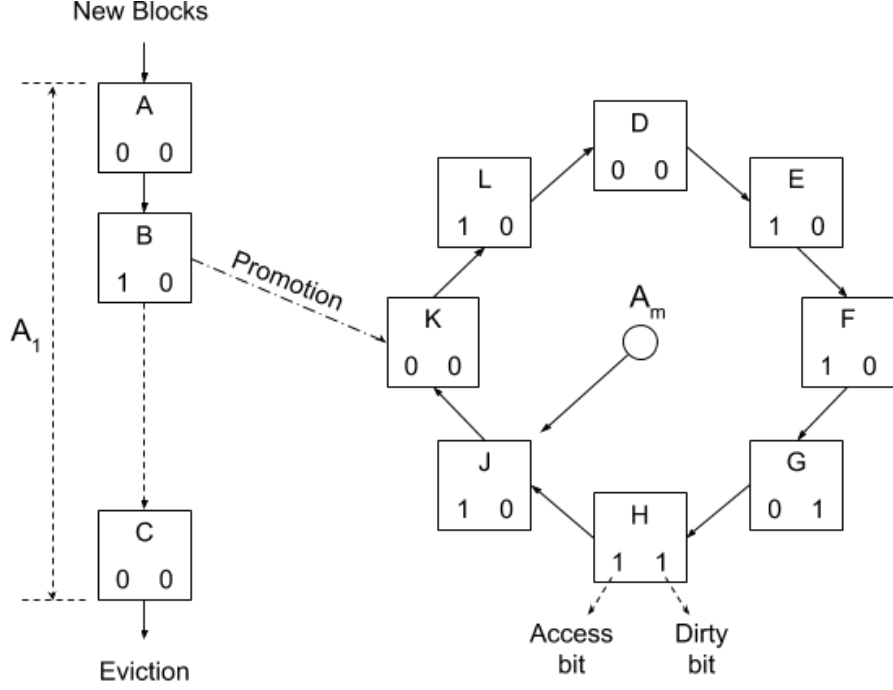 New Blocks
A
0 0
B
1 0
A1
C
0 0
Eviction
Promotion
D
0 0
L
1 0
E
1 0
K
0 0
Am
F
1 0
J
1 0
G
0 1
H
1 1
Access
bit
Dirty
bit